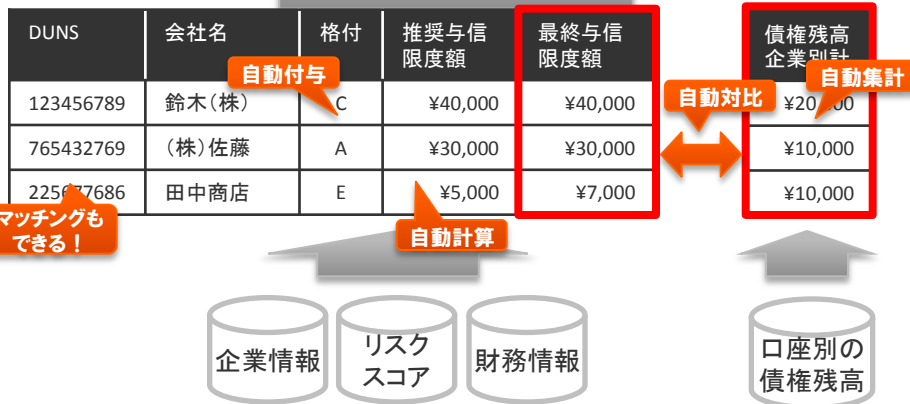 DUNS
会社名
格付
推奨与信
限度額
最終与信
限度額
債権残高
企業別計
自動付与
自動対比
自動集計
123456789
鈴木(株)
C
¥40,000
¥40,000
765432769
(株)佐藤
A
¥30,000
¥30,000
¥10,000
田中商店
E
¥5,000
¥7,000
¥10,000
マッチングも
できる！
自動計算
企業情報
リスク
スコア
財務情報
口座別の
債権残高